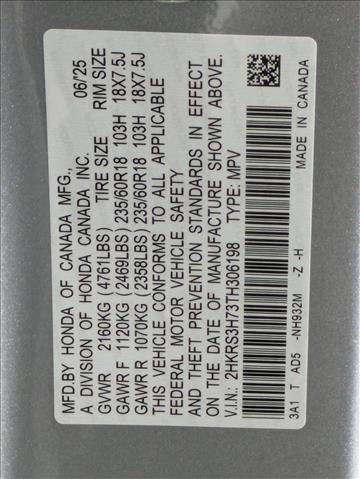 MFD.BY HONDA OF CANADA MFG.,
A DIVISION OF HONDA CANADA INC. 06/25
GVWR 2160KG (4761LBS) TIRE SIZE RIM SIZE
GAWR F 1120KG (2469LBS) 235/60R18 103H 18X7.5J
GAWR R 1070KG (2358LBS) 235/60R18 103H 18X7.5J
THIS VEHICLE CONFORMS TO ALL APPLICABLE
FEDERAL MOTOR VEHICLE SAFETY
AND THEFT PREVENTION STANDARDS IN EFFECT
ON THE DATE OF MANUFACTURE SHOWN ABOVE.
V.I.N.: 2HKRS3H73TH306198 TYPE: MPV
3A1 T AD5 -NH932M -Z -H MADE IN CANADA